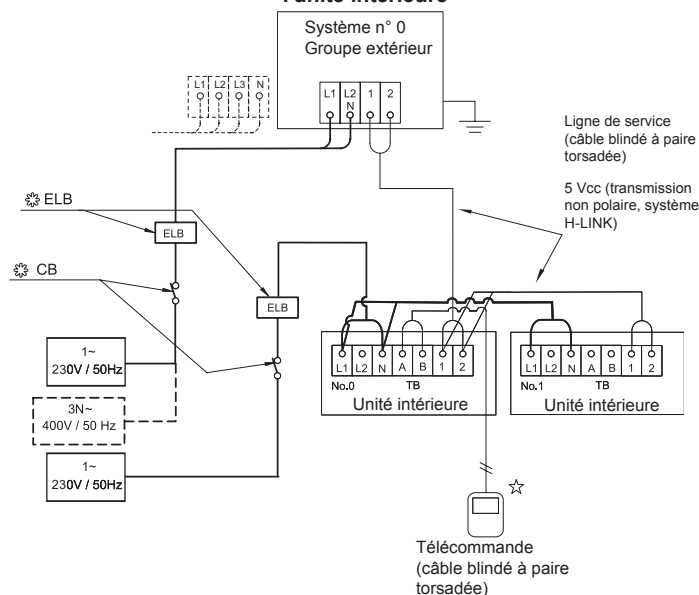 l'unité intérieure
Système n° 0
Groupe extérieur
L1 L2 L3 N
L1 L2 N 1 2
Ligne de service
(câble blindé à paire
torsadée)
5 Vcc (transmission
non polaire, système
H-LINK)
ELB
ELB
CB
ELB
1~
230V / 50Hz
3N~
400V / 50 Hz
1~
230V / 50Hz
L1 L2 N A B 1 2
No.0 TB
Unité intérieure
L1 L2 N A B 1 2
No.1 TB
Unité intérieure
Télécommande
(câble blindé à paire
torsadée)